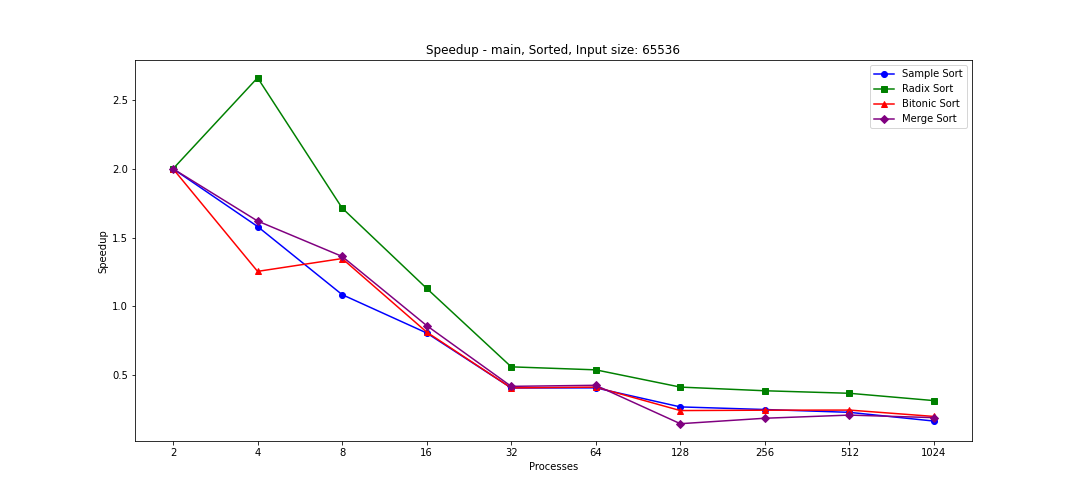 Speedup - main, Sorted, Input size: 65536
Sample Sort
Radix Sort
Bitonic Sort
Merge Sort
2.5
2.0
1.5
1.0
0.5
Speedup
2 4 8 16 32 64 128 256 512 1024
Processes